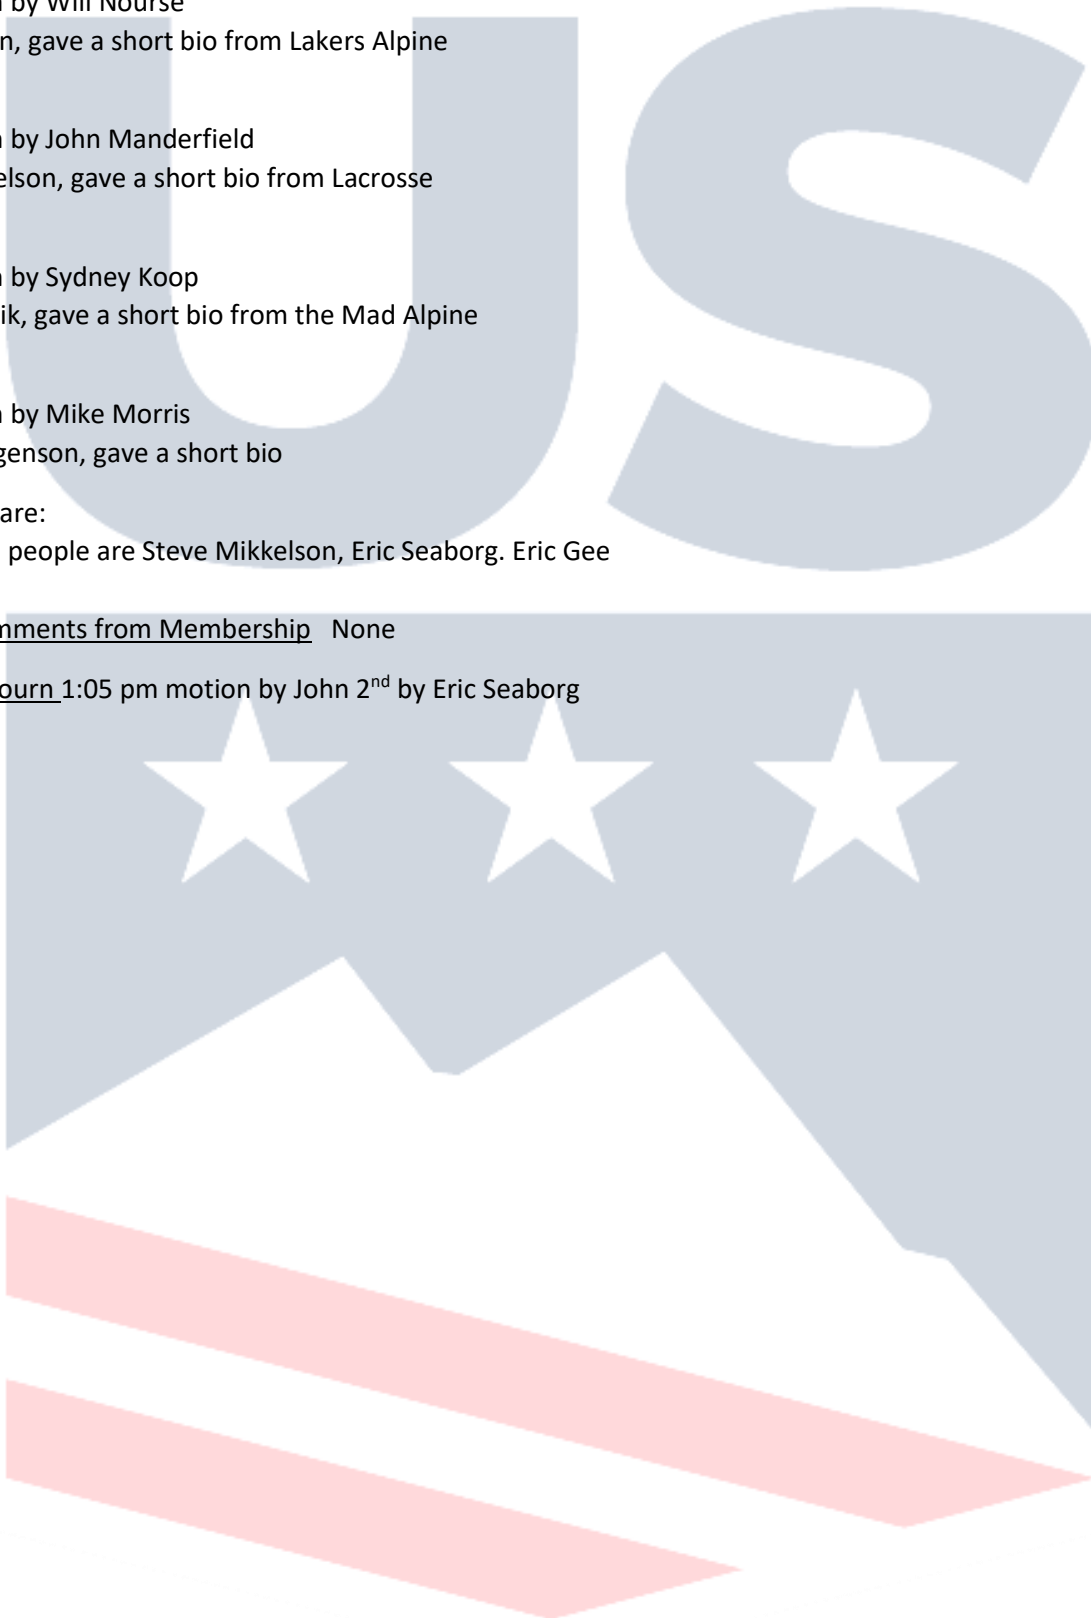 by Will Nourse
n, gave a short bio from Lakers Alpine
by John Manderfield
elson, gave a short bio from Lacrosse
by Sydney Koop
ik, gave a short bio from the Mad Alpine
by Mike Morris
genson, gave a short bio
are:
people are Steve Mikkelson, Eric Seaborg. Eric Gee
mments from Membership None
ourn 1:05 pm motion by John 2nd by Eric Seaborg
US